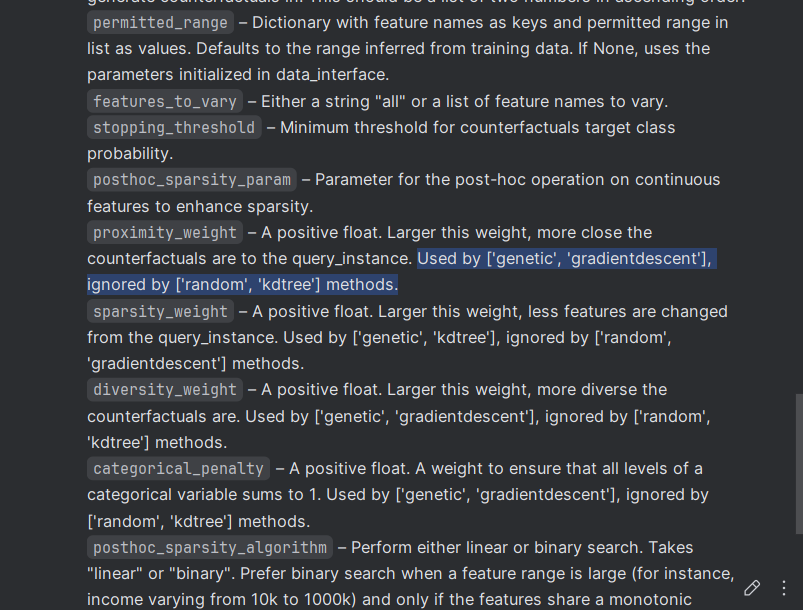 generate counterfactuals in. This should be a list of two numbers in ascending order.
permitted_range – Dictionary with feature names as keys and permitted range in
list as values. Defaults to the range inferred from training data. If None, uses the
parameters initialized in data_interface.
features_to_vary – Either a string "all" or a list of feature names to vary.
stopping_threshold – Minimum threshold for counterfactuals target class
probability.
posthoc_sparsity_param – Parameter for the post-hoc operation on continuous
features to enhance sparsity.
proximity_weight – A positive float. Larger this weight, more close the
counterfactuals are to the query_instance. Used by ['genetic', 'gradientdescent'],
ignored by ['random', 'kdtree'] methods.
sparsity_weight – A positive float. Larger this weight, less features are changed
from the query_instance. Used by ['genetic', 'kdtree'], ignored by ['random',
'gradientdescent'] methods.
diversity_weight – A positive float. Larger this weight, more diverse the
counterfactuals are. Used by ['genetic', 'gradientdescent'], ignored by ['random',
'kdtree'] methods.
categorical_penalty – A positive float. A weight to ensure that all levels of a
categorical variable sums to 1. Used by ['genetic', 'gradientdescent'], ignored by
['random', 'kdtree'] methods.
posthoc_sparsity_algorithm – Perform either linear or binary search. Takes
"linear" or "binary". Prefer binary search when a feature range is large (for instance,
income varying from 10k to 1000k) and only if the features share a monotonic